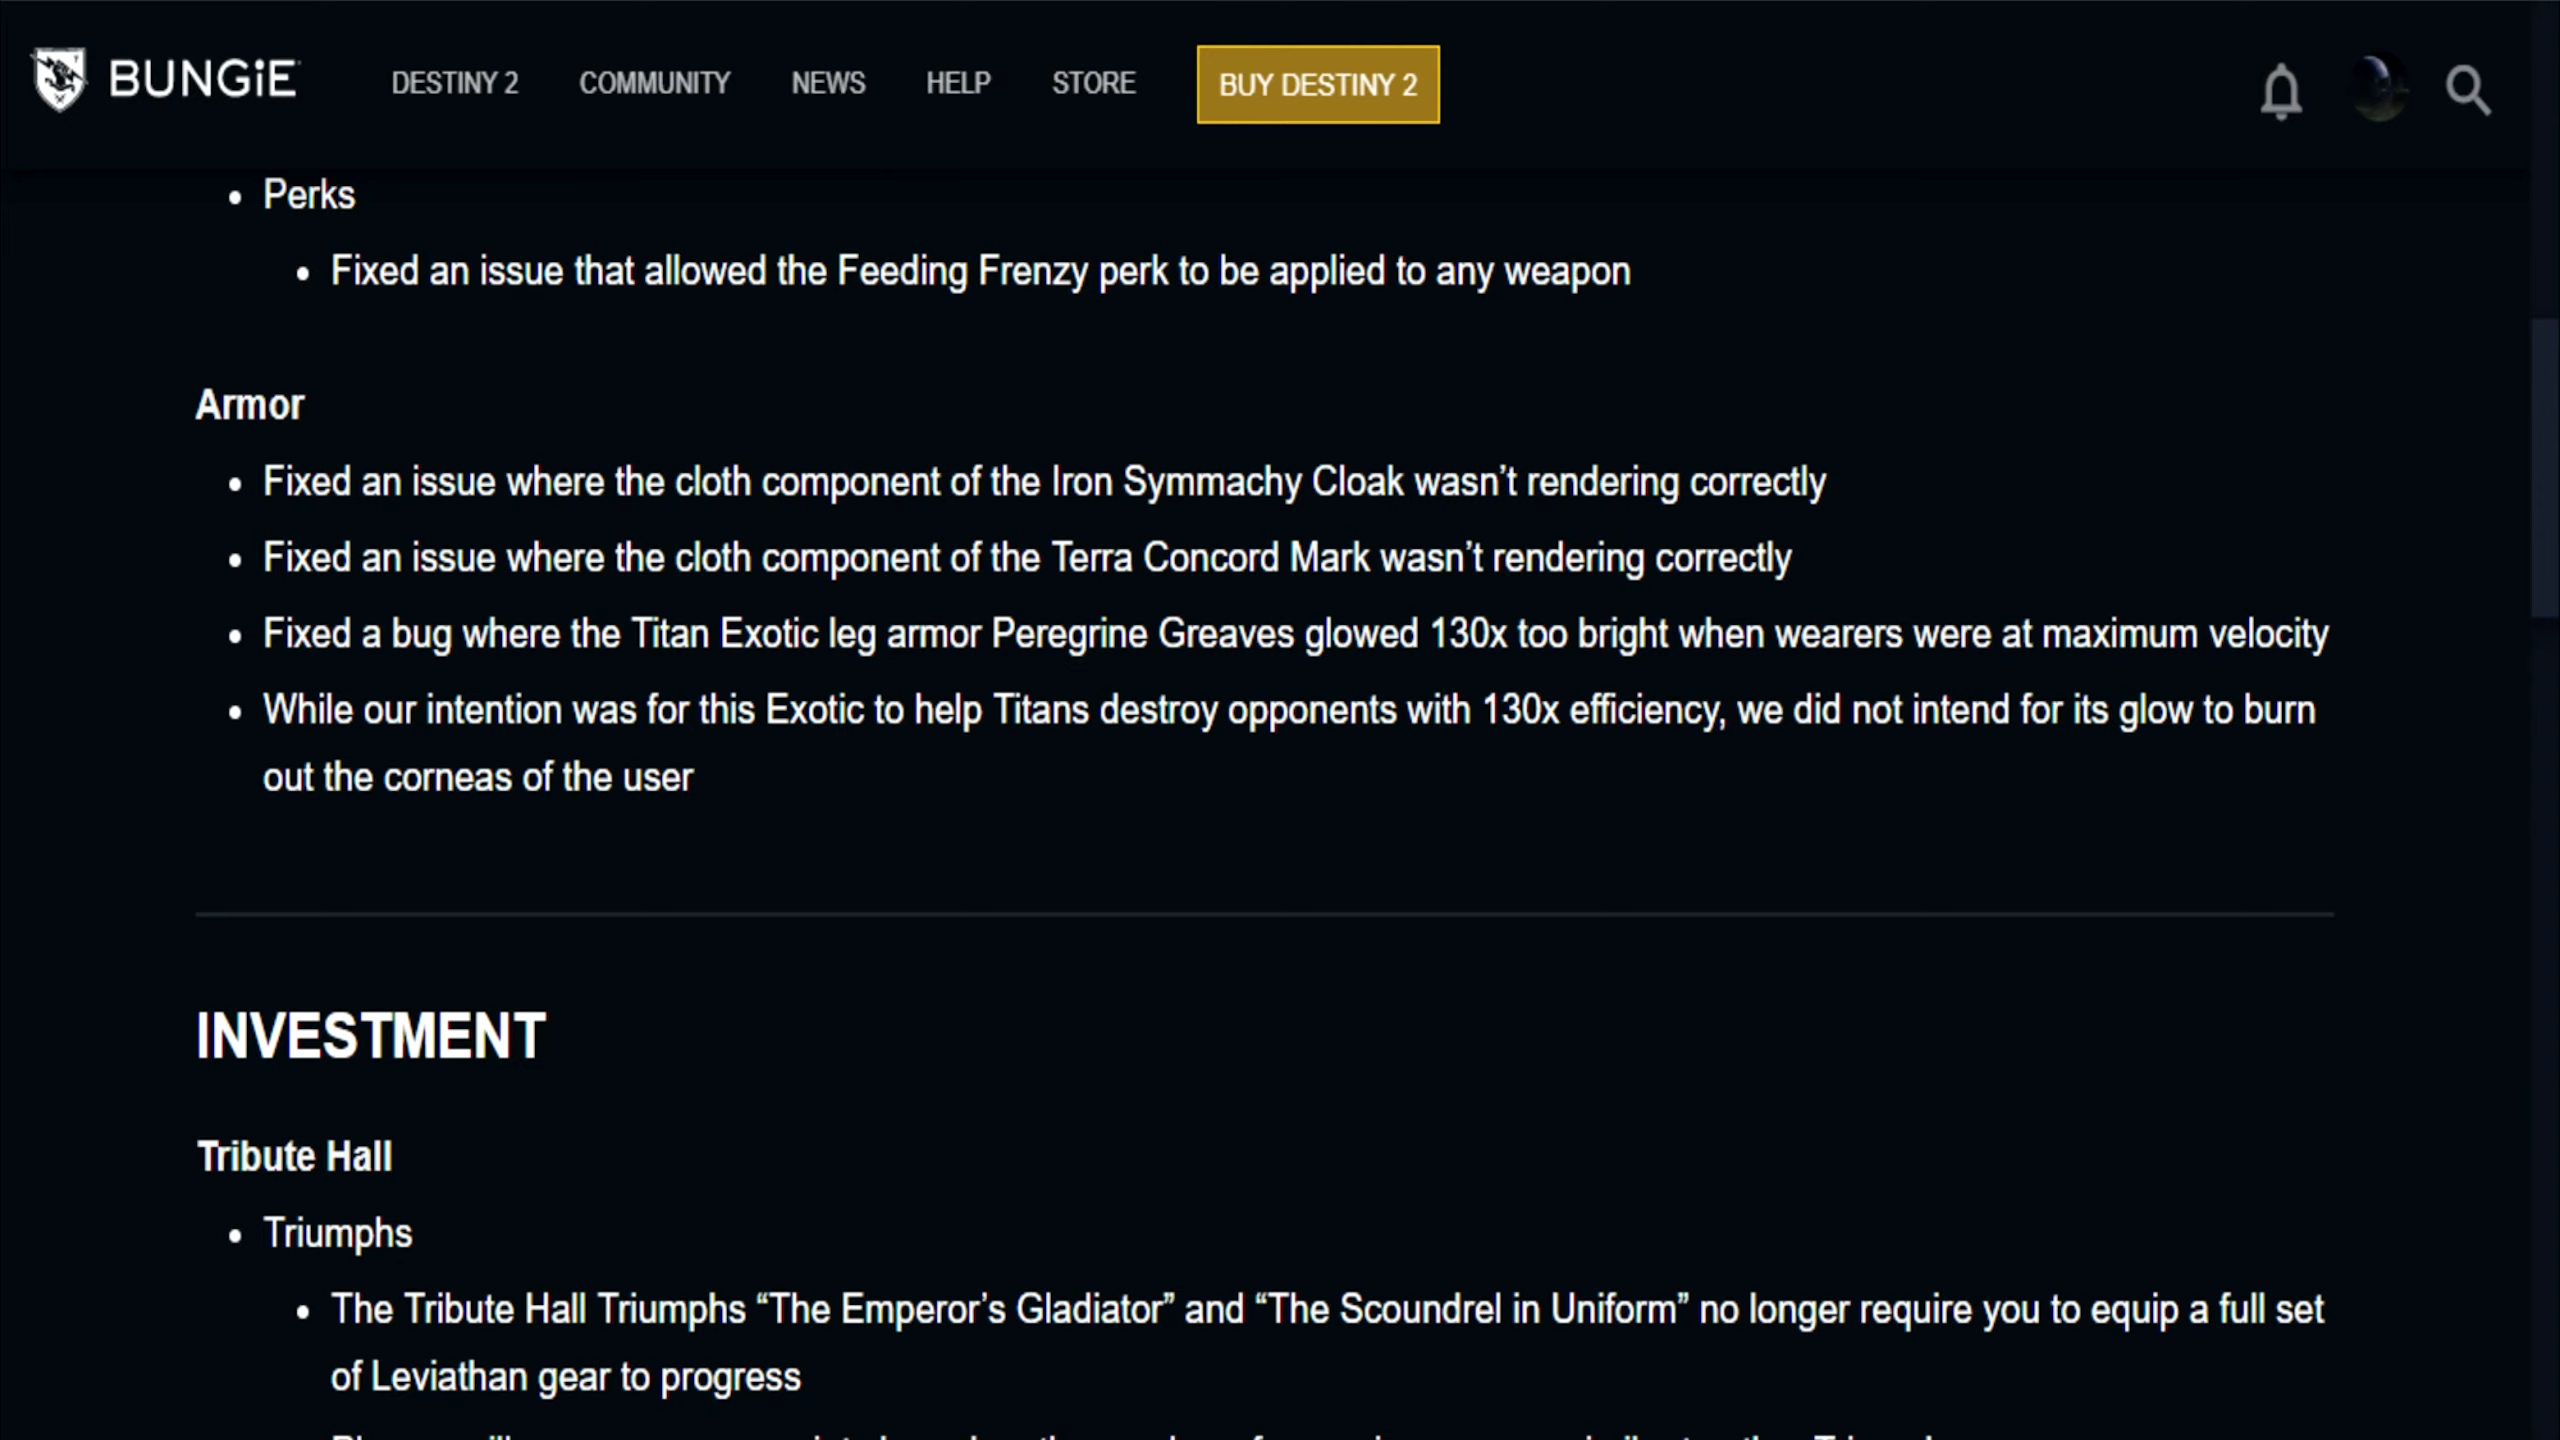 BUNGiE
DESTINY 2
COMMUNITY
NEWS
HELP
STORE
BUY DESTINY 2
• Perks
• Fixed an issue that allowed the Feeding Frenzy perk to be applied to any weapon
Armor
• Fixed an issue where the cloth component of the Iron Symmachy Cloak wasn’t rendering correctly
• Fixed an issue where the cloth component of the Terra Concord Mark wasn’t rendering correctly
• Fixed a bug where the Titan Exotic leg armor Peregrine Greaves glowed 130x too bright when wearers were at maximum velocity
• While our intention was for this Exotic to help Titans destroy opponents with 130x efficiency, we did not intend for its glow to burn
out the corneas of the user
INVESTMENT
Tribute Hall
• Triumphs
• The Tribute Hall Triumphs “The Emperor’s Gladiator” and “The Scoundrel in Uniform” no longer require you to equip a full set
of Leviathan gear to progress